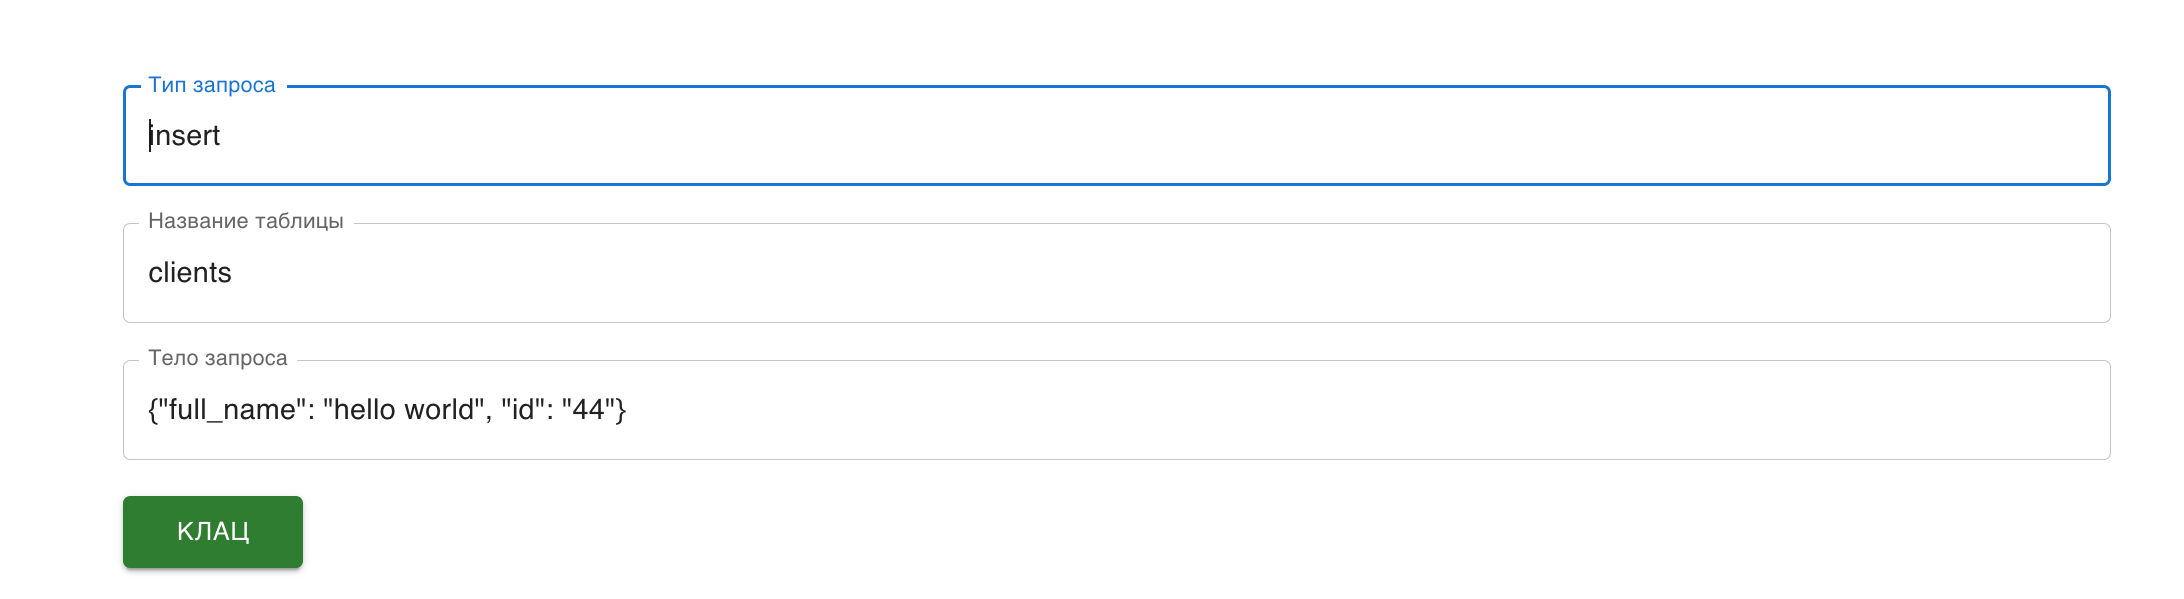 Тип запроса
insert
Название таблицы
clients
Тело запроса
{"full_name": "hello world", "id": "44"}
КЛАЦ